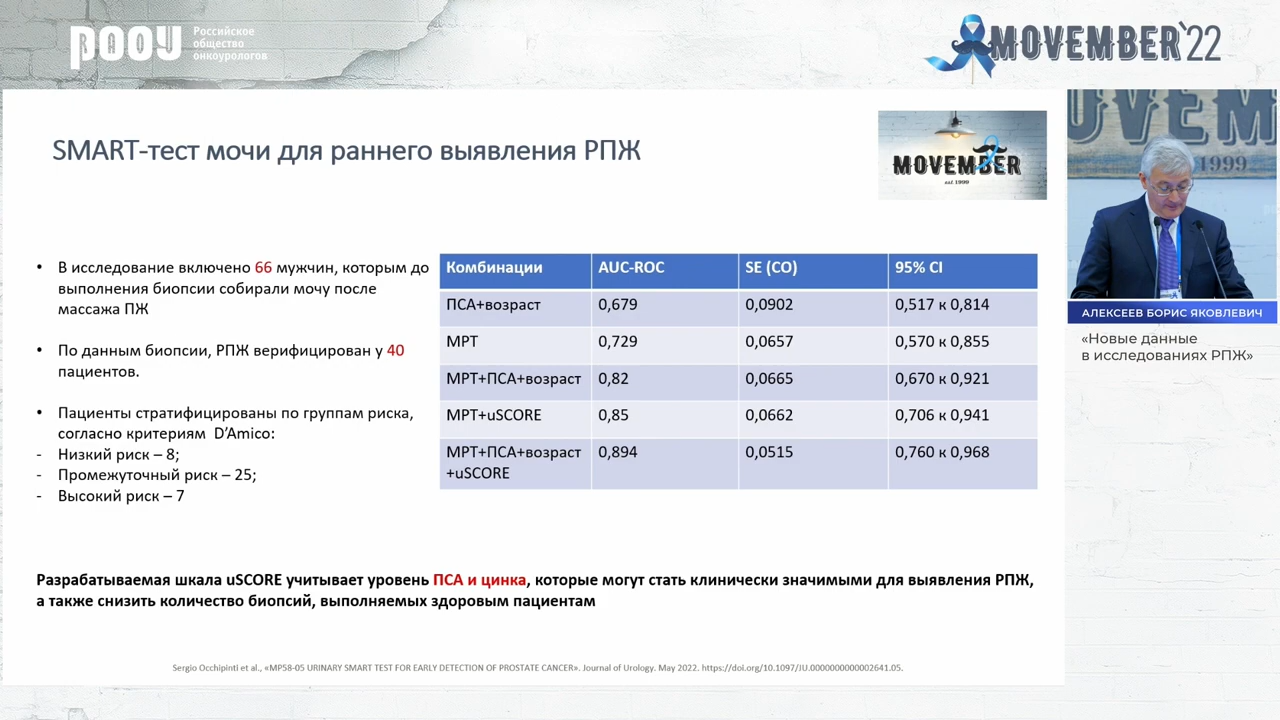 РООУ
Российское
общество
онкоурологов
MOVEMBER'22
SMART-тест мочи для раннего выявления РПЖ
MOVEMBER
est. 1999
• В исследование включено 66 мужчин, которым до
выполнения биопсии собирали мочу после
массажа ПЖ
• По данным биопсии, РПЖ верифицирован у 40
пациентов.
• Пациенты стратифицированы по группам риска,
согласно критериям D’Amico:
- Низкий риск – 8;
- Промежуточный риск – 25;
- Высокий риск – 7
Комбинации AUC-ROC SE (CO) 95% CI
ПСА+возраст 0,679 0,0902 0,517 к 0,814
МРТ 0,729 0,0657 0,570 к 0,855
МРТ+ПСА+возраст 0,82 0,0665 0,670 к 0,921
МРТ+uSCORE 0,85 0,0662 0,706 к 0,941
МРТ+ПСА+возраст 0,894 0,0515 0,760 к 0,968
+uSCORE
Разрабатываемая шкала uSCORE учитывает уровень ПСА и цинка, которые могут стать клинически значимыми для выявления РПЖ,
а также снизить количество биопсий, выполняемых здоровым пациентам
Sergio Occhipinti et al., «MP58-05 URINARY SMART TEST FOR EARLY DETECTION OF PROSTATE CANCER». Journal of Urology. May 2022. https://doi.org/10.1097/JU.0000000000002641.05.
OVEM
1999
АЛЕКСЕЕВ БОРИС ЯКОВЛЕВИЧ
«Новые данные
в исследованиях РПЖ»